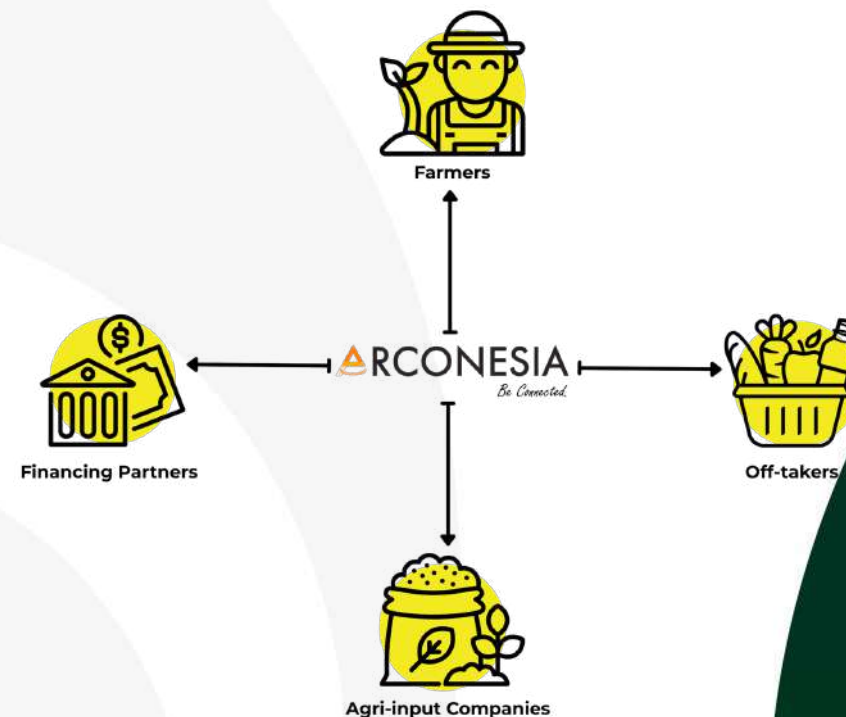 Farmers
ARCONESIA
Be Connected.
Financing Partners
Off-takers
Agri-input Companies